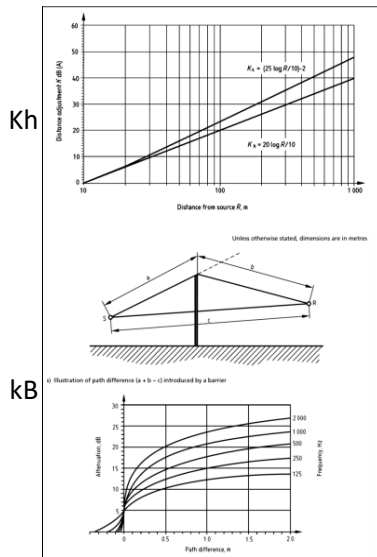 Kh
Distance adjustment K dB (A)
60
50
40
30
20
10
0
Kh = (25 log R/10)-2
Kh = 20 log R/10
10
100
1 000
Distance from source R, m
Unless otherwise stated, dimensions are in metres
a
b
S
R
c
kB
a) Illustration of path difference (a + b – c) introduced by a barrier
Attenuation, dB
30
25
20
15
10
5
2 000
1 000
500
250
125
Frequency, Hz
0
0.5
1.0
1.5
2.0
Path difference, m